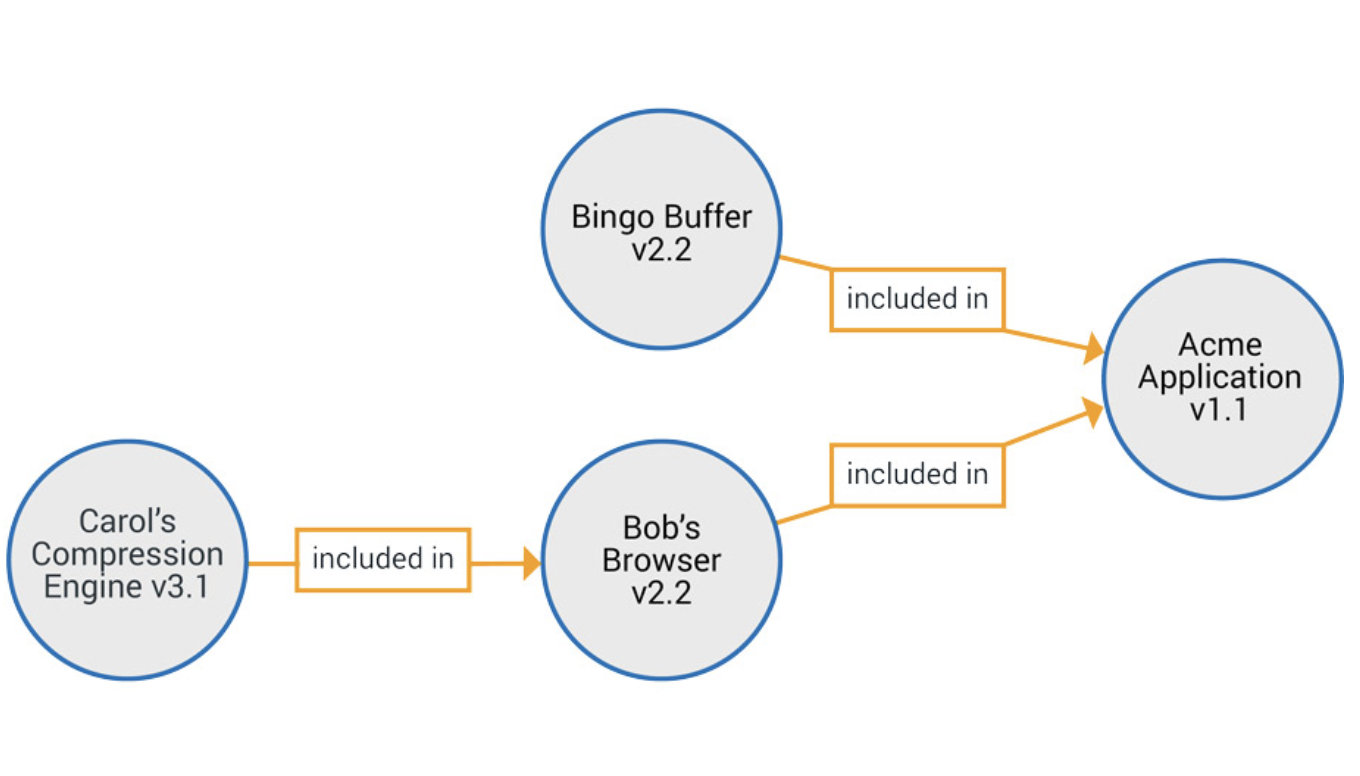 Bingo Buffer
v2.2
included in
Acme
Application
v1.1
included in
Carol’s
Compression
Engine v3.1
included in
Bob’s
Browser
v2.2